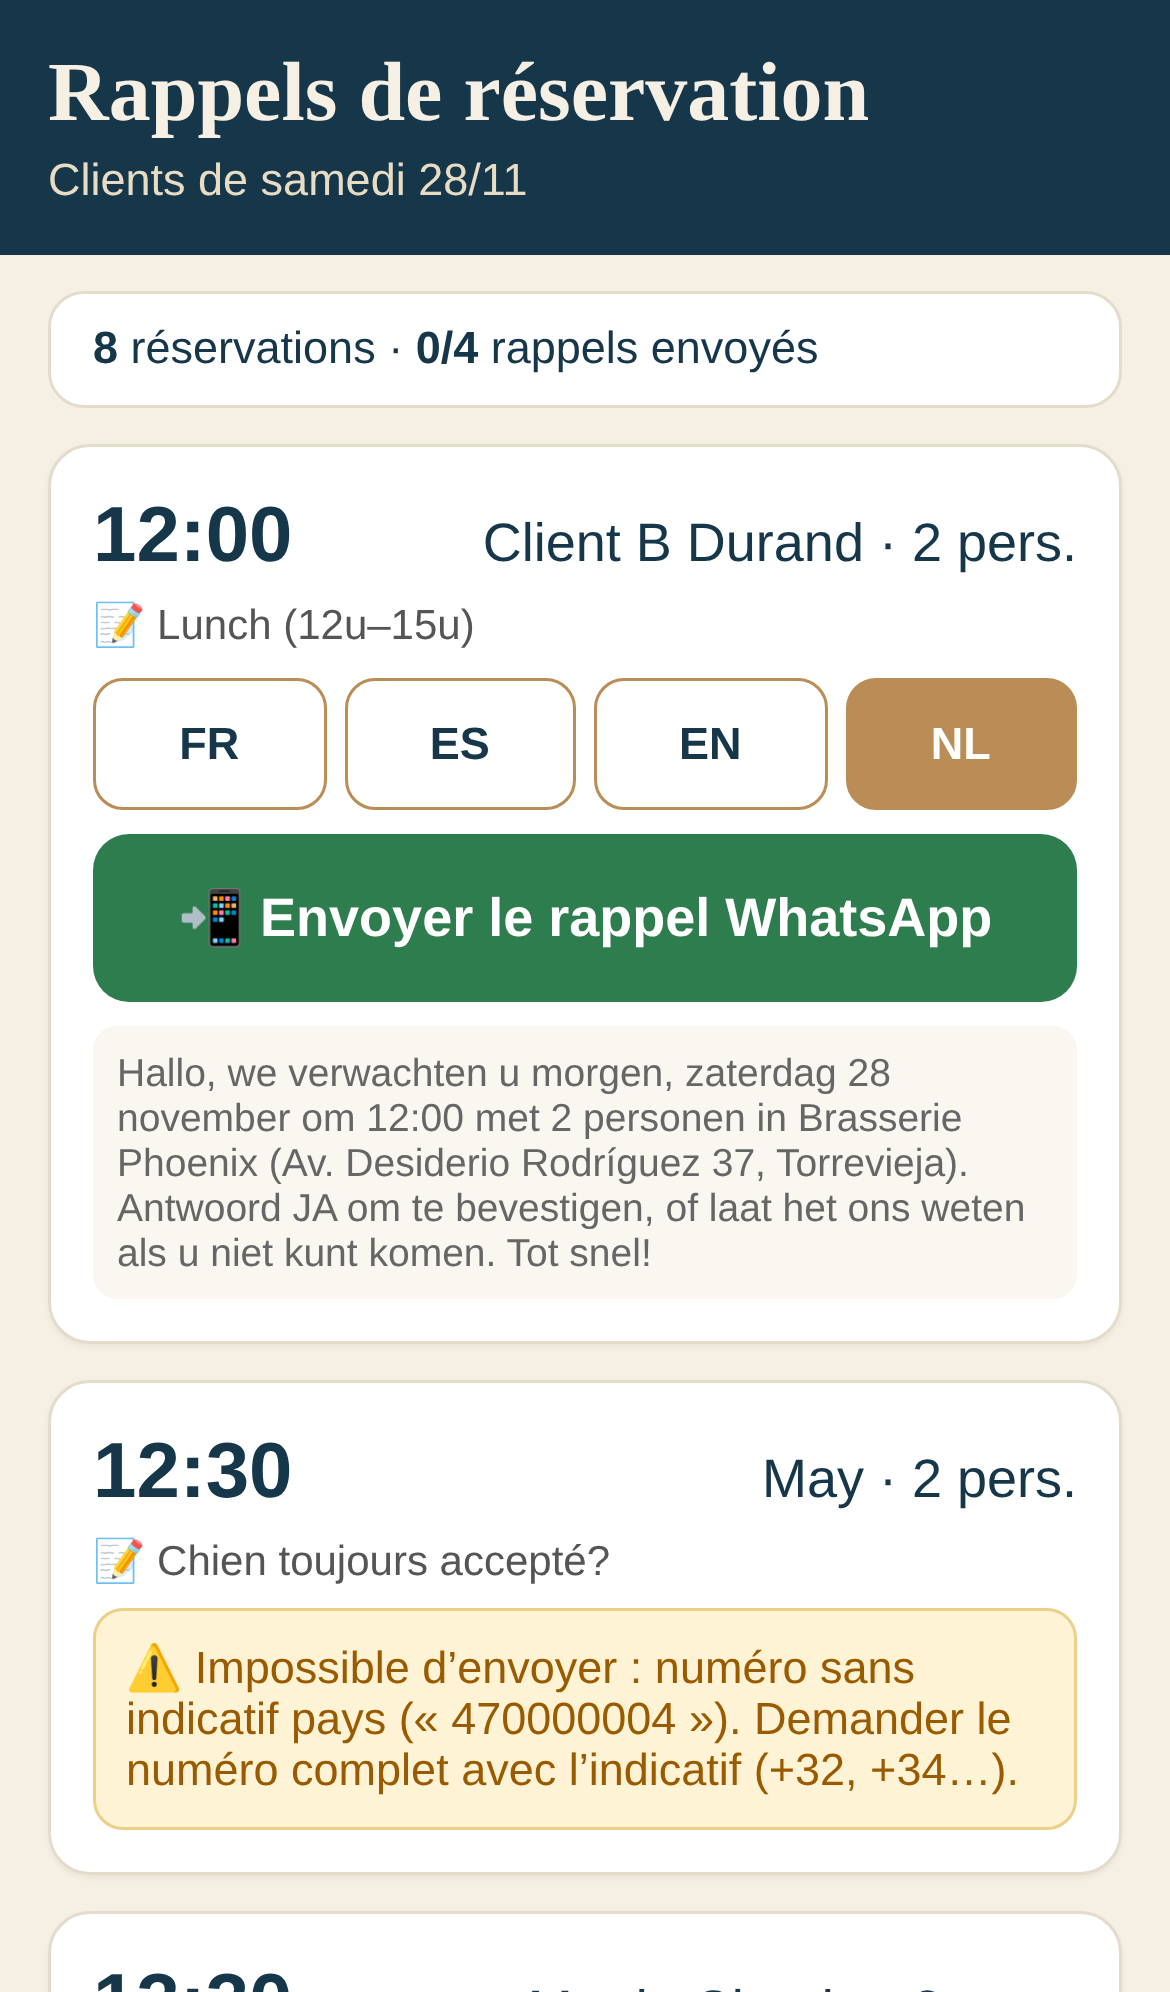 Rappels de réservation
Clients de samedi 28/11
8 réservations · 0/4 rappels envoyés
12:00 Client B Durand · 2 pers.
📝 Lunch (12u–15u)
FR ES EN NL
📲 Envoyer le rappel WhatsApp
Hallo, we verwachten u morgen, zaterdag 28
november om 12:00 met 2 personen in Brasserie
Phoenix (Av. Desiderio Rodríguez 37, Torrevieja).
Antwoord JA om te bevestigen, of laat het ons weten
als u niet kunt komen. Tot snel!
12:30 May · 2 pers.
📝 Chien toujours accepté?
⚠️ Impossible d’envoyer : numéro sans
indicatif pays (« 470000004 »). Demander le
numéro complet avec l’indicatif (+32, +34…).